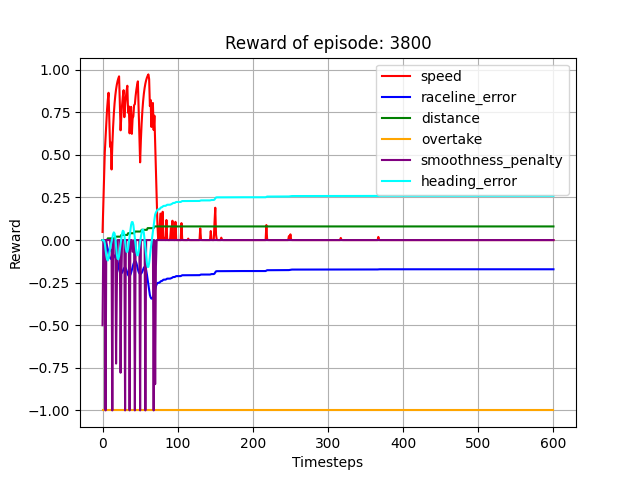 Reward of episode: 3800
1.00
0.75
0.50
0.25
0.00
−0.25
−0.50
−0.75
−1.00
Reward
0 100 200 300 400 500 600
Timesteps
speed
raceline_error
distance
overtake
smoothness_penalty
heading_error